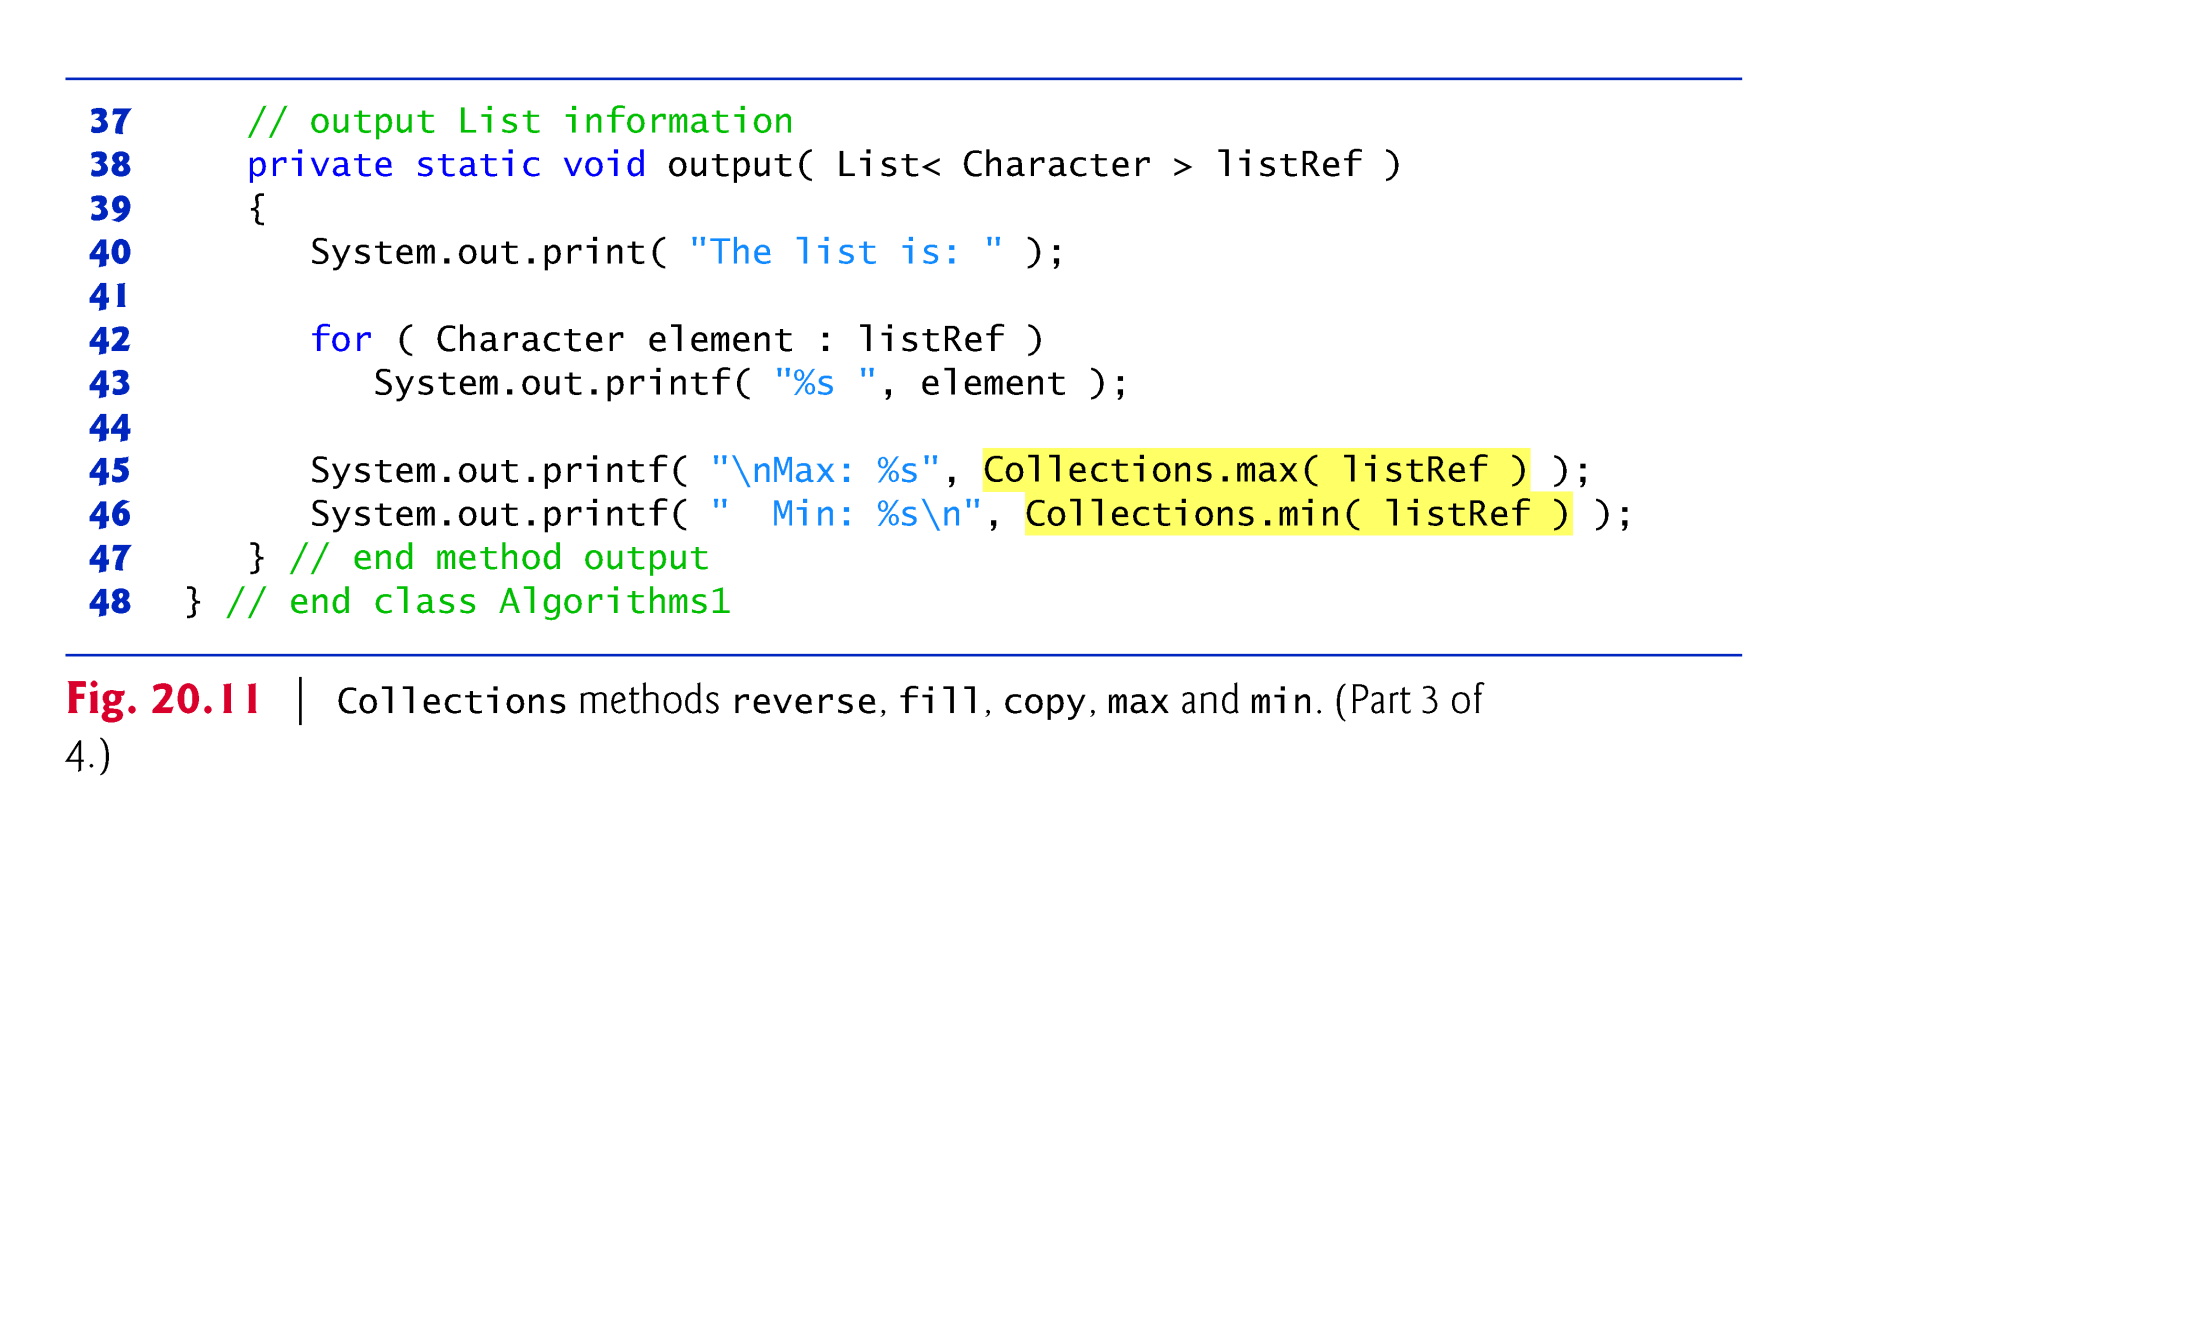 37 // output List information
38 private static void output( List< Character > listRef )
39 {
40 System.out.print( "The list is: " );
41
42 for ( Character element : listRef )
43 System.out.printf( "%s ", element );
44
45 System.out.printf( "\nMax: %s", Collections.max( listRef ) );
46 System.out.printf( "  Min: %s\n", Collections.min( listRef ) );
47 } // end method output
48 } // end class Algorithms1
Fig. 20.11 | Collections methods reverse, fill, copy, max and min. (Part 3 of
4.)